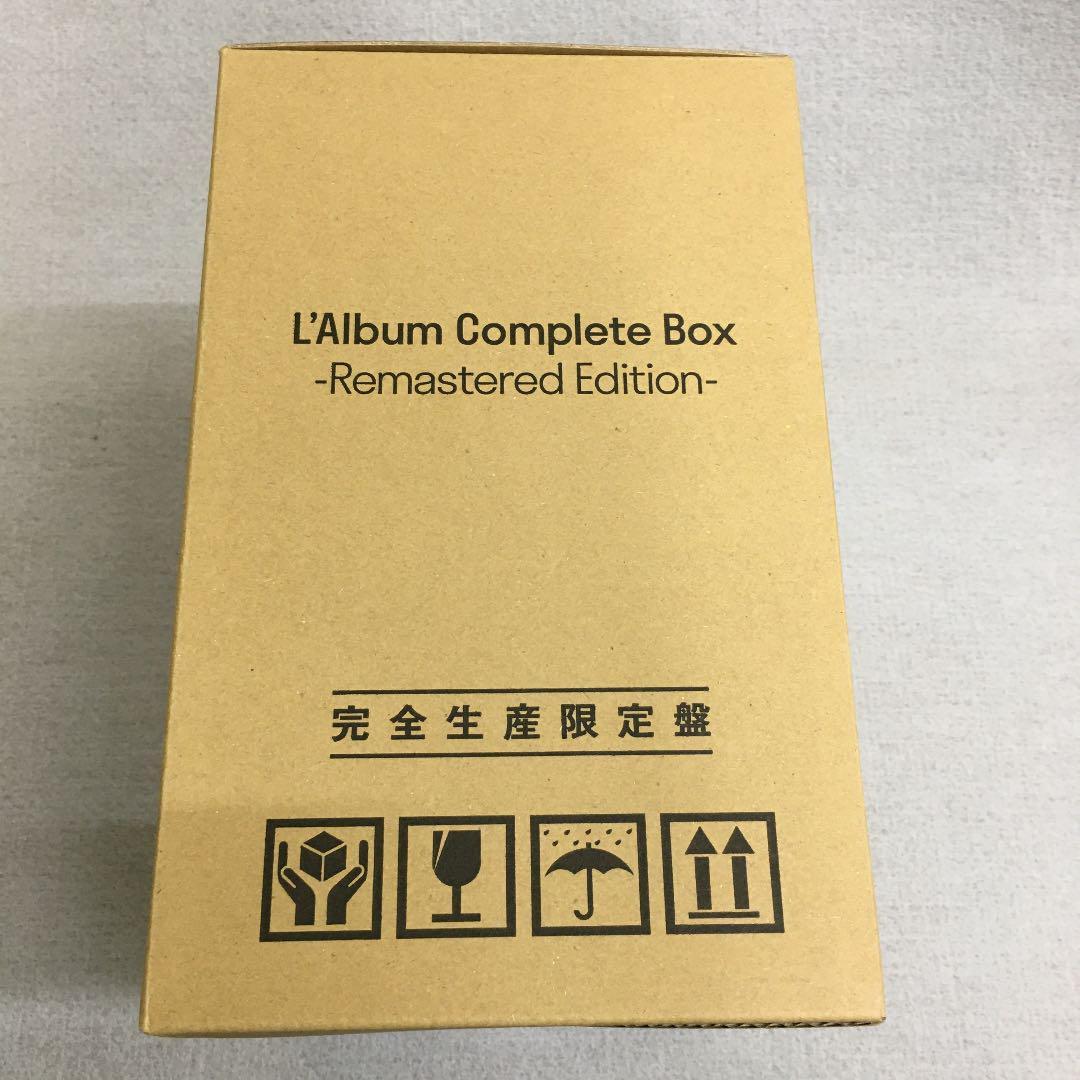 L'Album Complete Box
-Remastered Edition-
完全生産限定盤